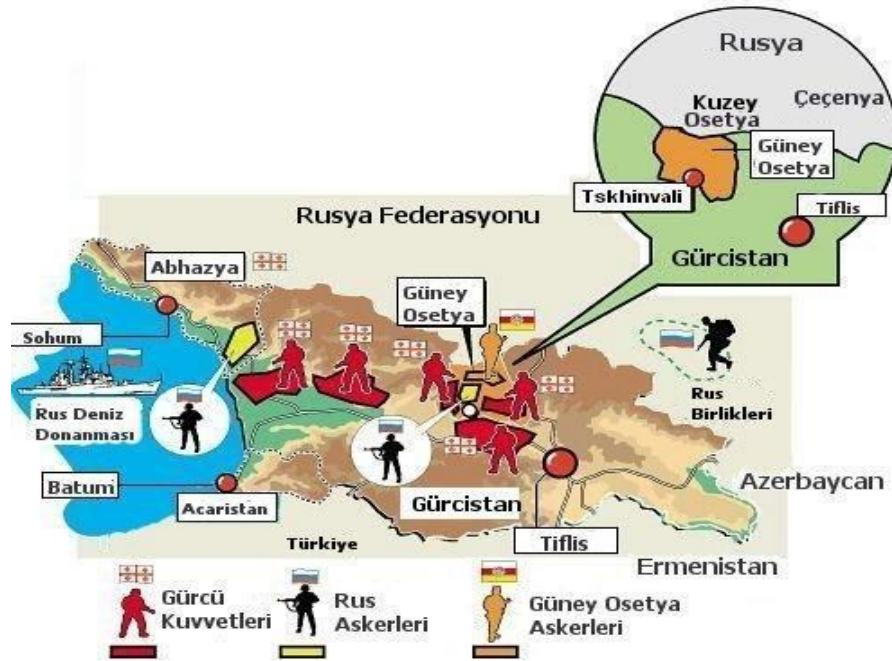 Rusya
Kuzey
Osetya
Çeçenya
Güney
Osetya
Tskhinvali
Tiflis
Gürcistan
Rusya Federasyonu
Abhazya
Güney
Osetya
Sohum
Rus Deniz
Donanması
Rus
Birlikleri
Batum
Acaristan
Gürcistan
Azerbaycan
Türkiye
Tiflis
Ermenistan
Gürcü
Kuvvetleri
Rus
Askerleri
Güney Osetya
Askerleri